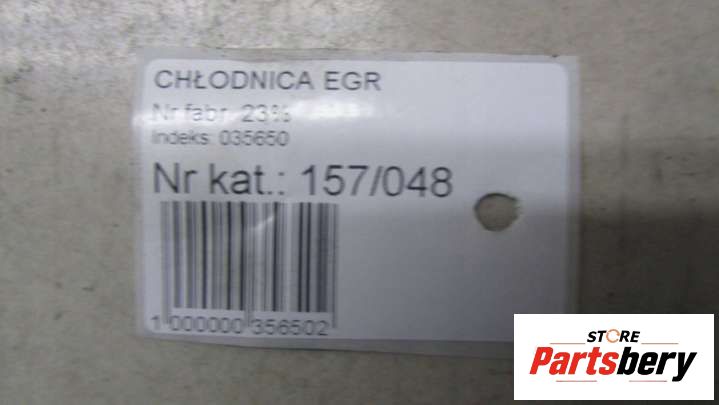 CHŁODNICA EGR
Nr fabr. 23%
Indeks: 035650
Nr kat.: 157/048
1 000000 356502
STORE
Partsbery